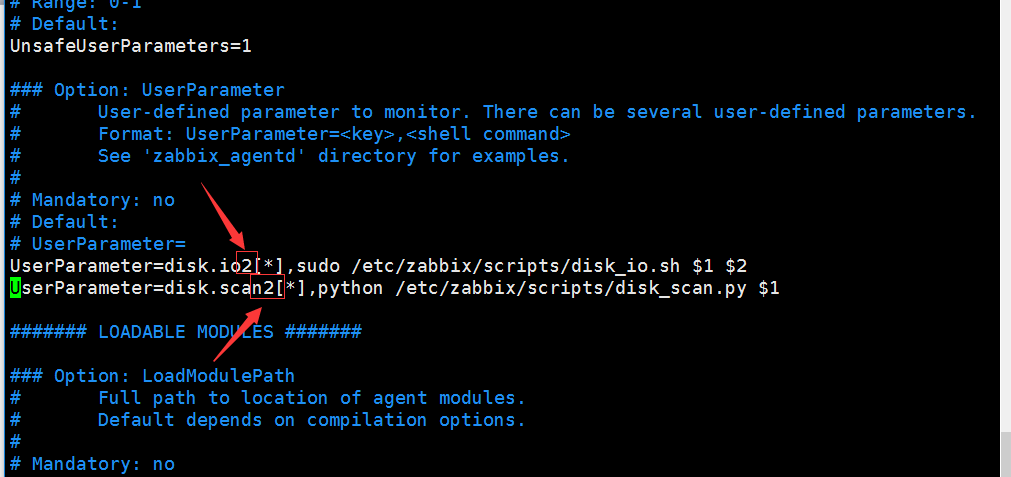 # Range: 0-1
# Default:
UnsafeUserParameters=1
### Option: UserParameter
#       User-defined parameter to monitor. There can be several user-defined parameters.
#       Format: UserParameter=<key>,<shell command>
#       See 'zabbix_agentd' directory for examples.
#
# Mandatory: no
# Default:
# UserParameter=
UserParameter=disk.io2[*],sudo /etc/zabbix/scripts/disk_io.sh $1 $2
UserParameter=disk.scan2[*],python /etc/zabbix/scripts/disk_scan.py $1
####### LOADABLE MODULES #######
### Option: LoadModulePath
#       Full path to location of agent modules.
#       Default depends on compilation options.
#
# Mandatory: no